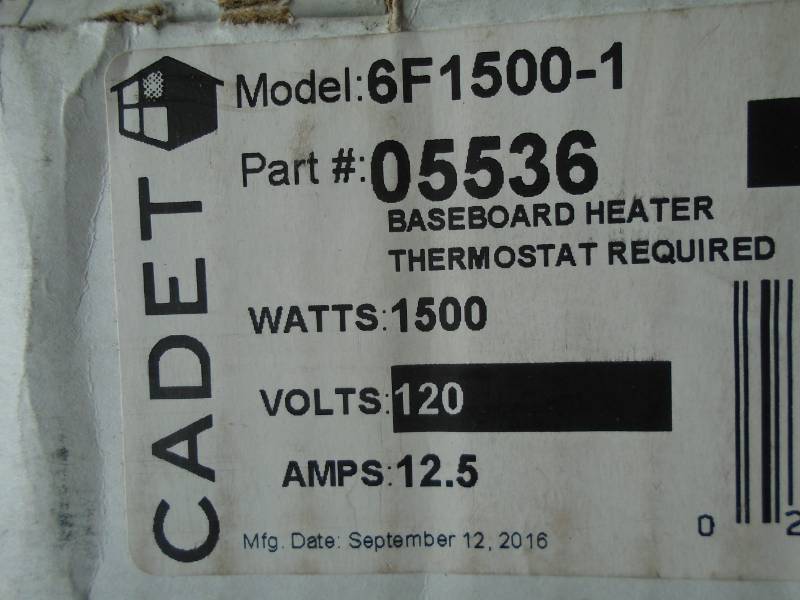 CADET
Model:6F1500-1
Part #:05536
BASEBOARD HEATER
THERMOSTAT REQUIRED
WATTS:1500
VOLTS:120
AMPS:12.5
Mfg. Date: September 12, 2016
0 2